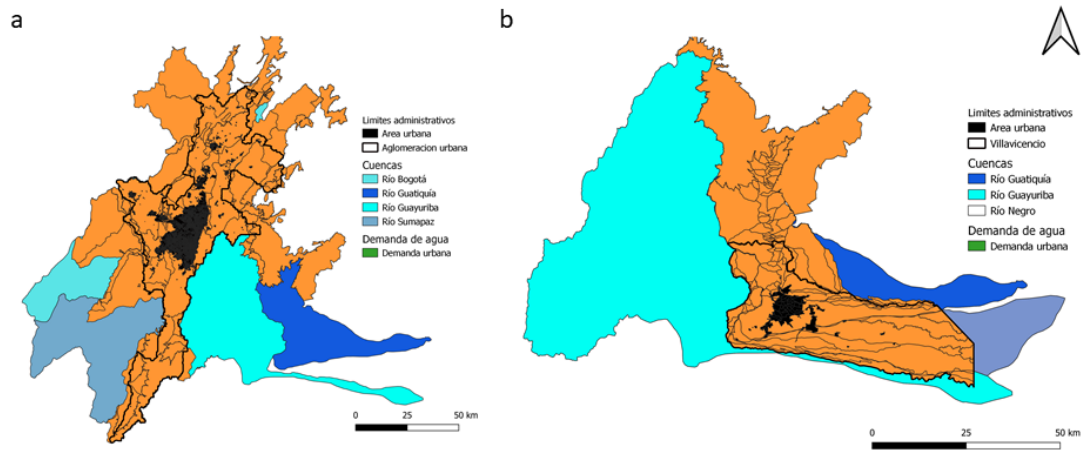 a
Limites administrativos
Area urbana
Aglomeracion urbana
Cuencas
Río Bogotá
Río Guatiquía
Río Guayuriba
Río Sumapaz
Demanda de agua
Demanda urbana
0 25 50 km
b
Limites administrativos
Area urbana
Villavicencio
Cuencas
Río Guatiquía
Río Guayuriba
Río Negro
Demanda de agua
Demanda urbana
0 25 50 km